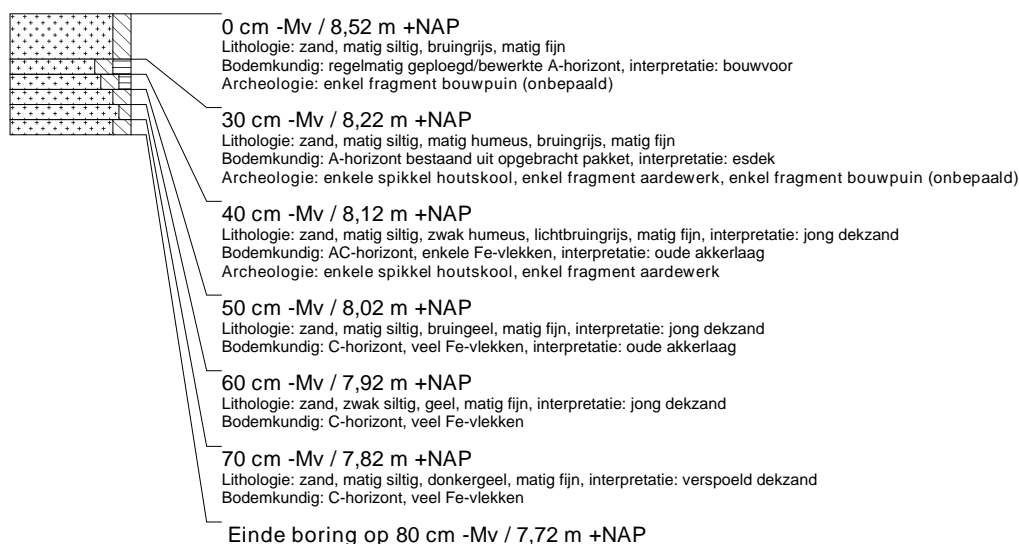 0 cm -Mv / 8,52 m +NAP
Lithologie: zand, matig siltig, bruingrijs, matig fijn
Bodemkundig: regelmatig geploegd/bewerkte A-horizont, interpretatie: bouwvoor
Archeologie: enkel fragment bouwpuin (onbepaald)
30 cm -Mv / 8,22 m +NAP
Lithologie: zand, matig siltig, matig humeus, bruingrijs, matig fijn
Bodemkundig: A-horizont bestaand uit opgebracht pakket, interpretatie: esdek
Archeologie: enkele spikkel houtskool, enkel fragment aardewerk, enkel fragment bouwpuin (onbepaald)
40 cm -Mv / 8,12 m +NAP
Lithologie: zand, matig siltig, zwak humeus, lichtbruingrijs, matig fijn, interpretatie: jong dekzand
Bodemkundig: AC-horizont, enkele Fe-vlekken, interpretatie: oude akkerlaag
Archeologie: enkele spikkel houtskool, enkel fragment aardewerk
50 cm -Mv / 8,02 m +NAP
Lithologie: zand, matig siltig, bruingeel, matig fijn, interpretatie: jong dekzand
Bodemkundig: C-horizont, veel Fe-vlekken, interpretatie: oude akkerlaag
60 cm -Mv / 7,92 m +NAP
Lithologie: zand, zwak siltig, geel, matig fijn, interpretatie: jong dekzand
Bodemkundig: C-horizont, veel Fe-vlekken
70 cm -Mv / 7,82 m +NAP
Lithologie: zand, matig siltig, donkergeel, matig fijn, interpretatie: verspoeld dekzand
Bodemkundig: C-horizont, veel Fe-vlekken
Einde boring op 80 cm -Mv / 7,72 m +NAP